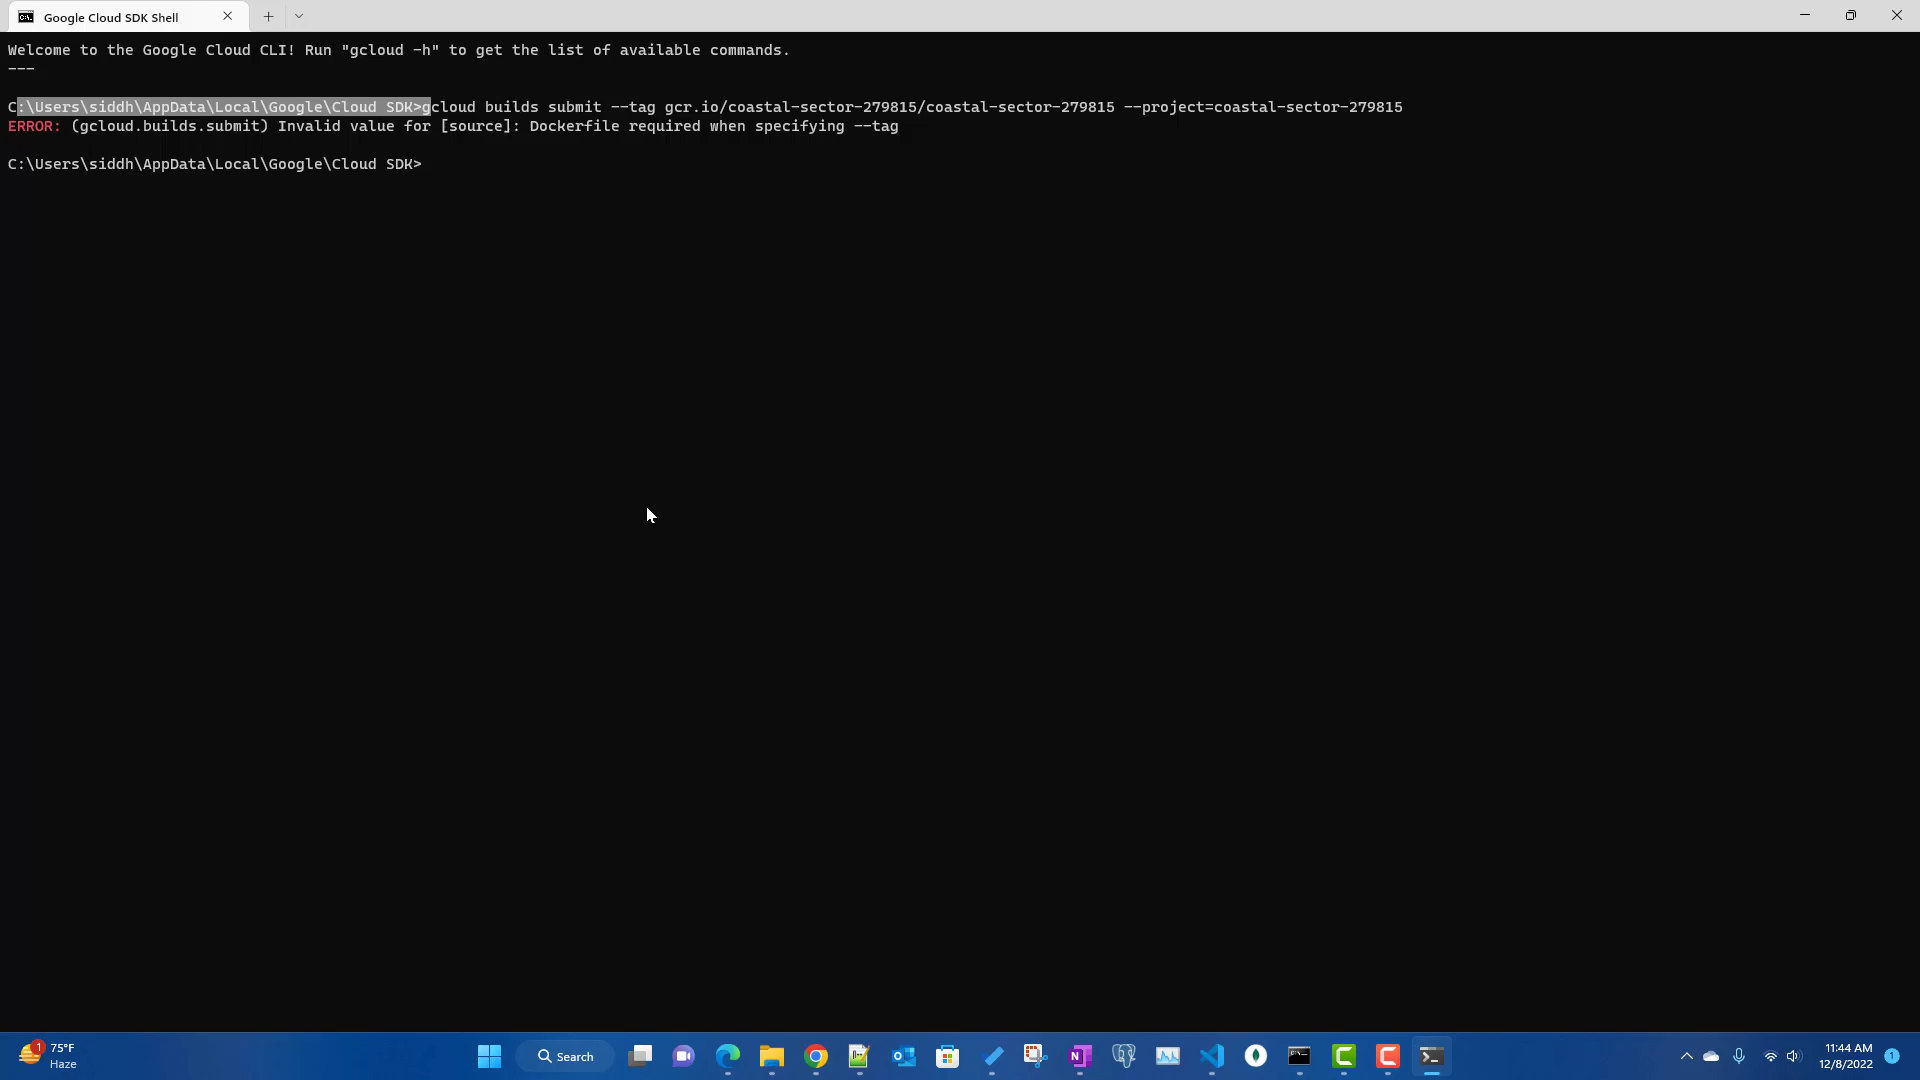 Google Cloud SDK Shell
Welcome to the Google Cloud CLI! Run "gcloud -h" to get the list of available commands.
---
C:\Users\siddh\AppData\Local\Google\Cloud SDK>gcloud builds submit --tag gcr.io/coastal-sector-279815/coastal-sector-279815 --project=coastal-sector-279815
ERROR: (gcloud.builds.submit) Invalid value for [source]: Dockerfile required when specifying --tag
C:\Users\siddh\AppData\Local\Google\Cloud SDK>
1
75°F
Haze
Search
11:44 AM
12/8/2022
1